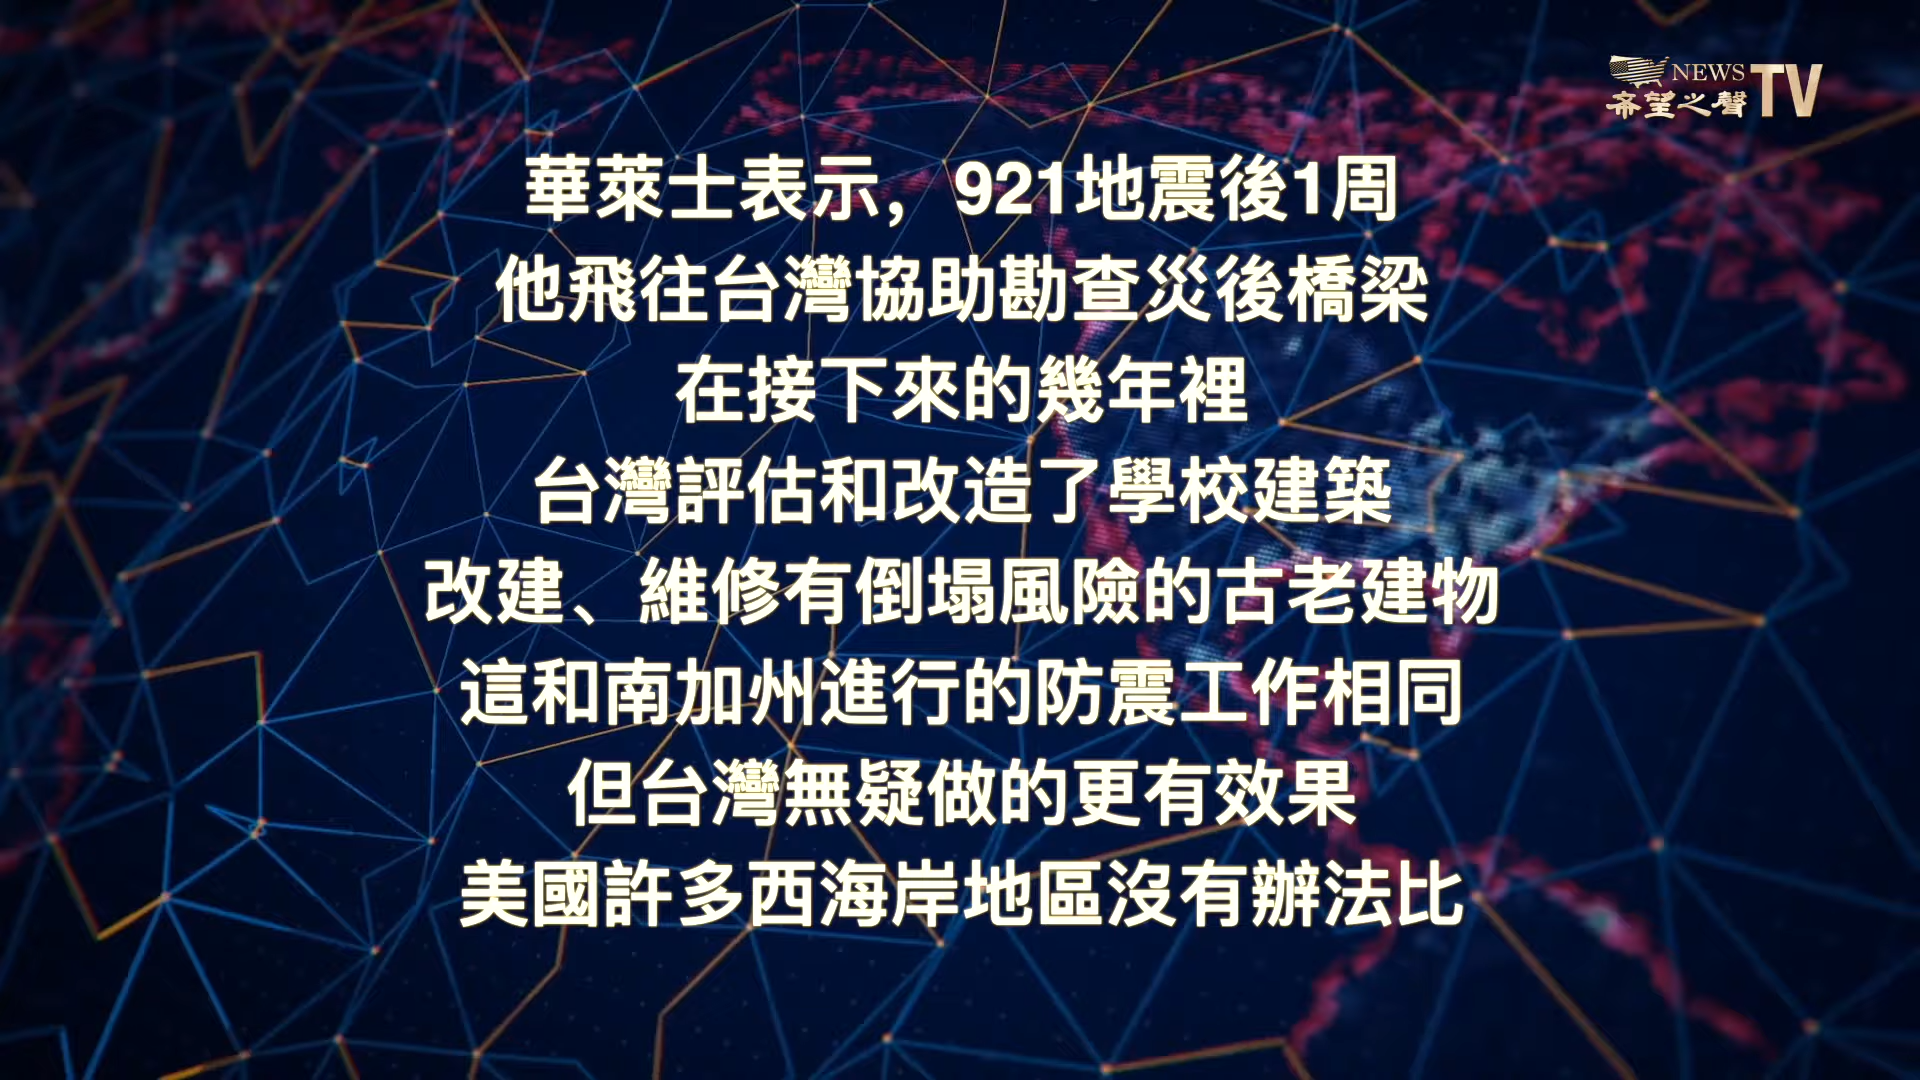 NEWS
希望之聲TV
華萊士表示，921地震後1周
他飛往台灣協助勘查災後橋梁
在接下來的幾年裡
台灣評估和改造了學校建築
改建、維修有倒塌風險的古老建物
這和南加州進行的防震工作相同
但台灣無疑做的更有效果
美國許多西海岸地區沒有辦法比